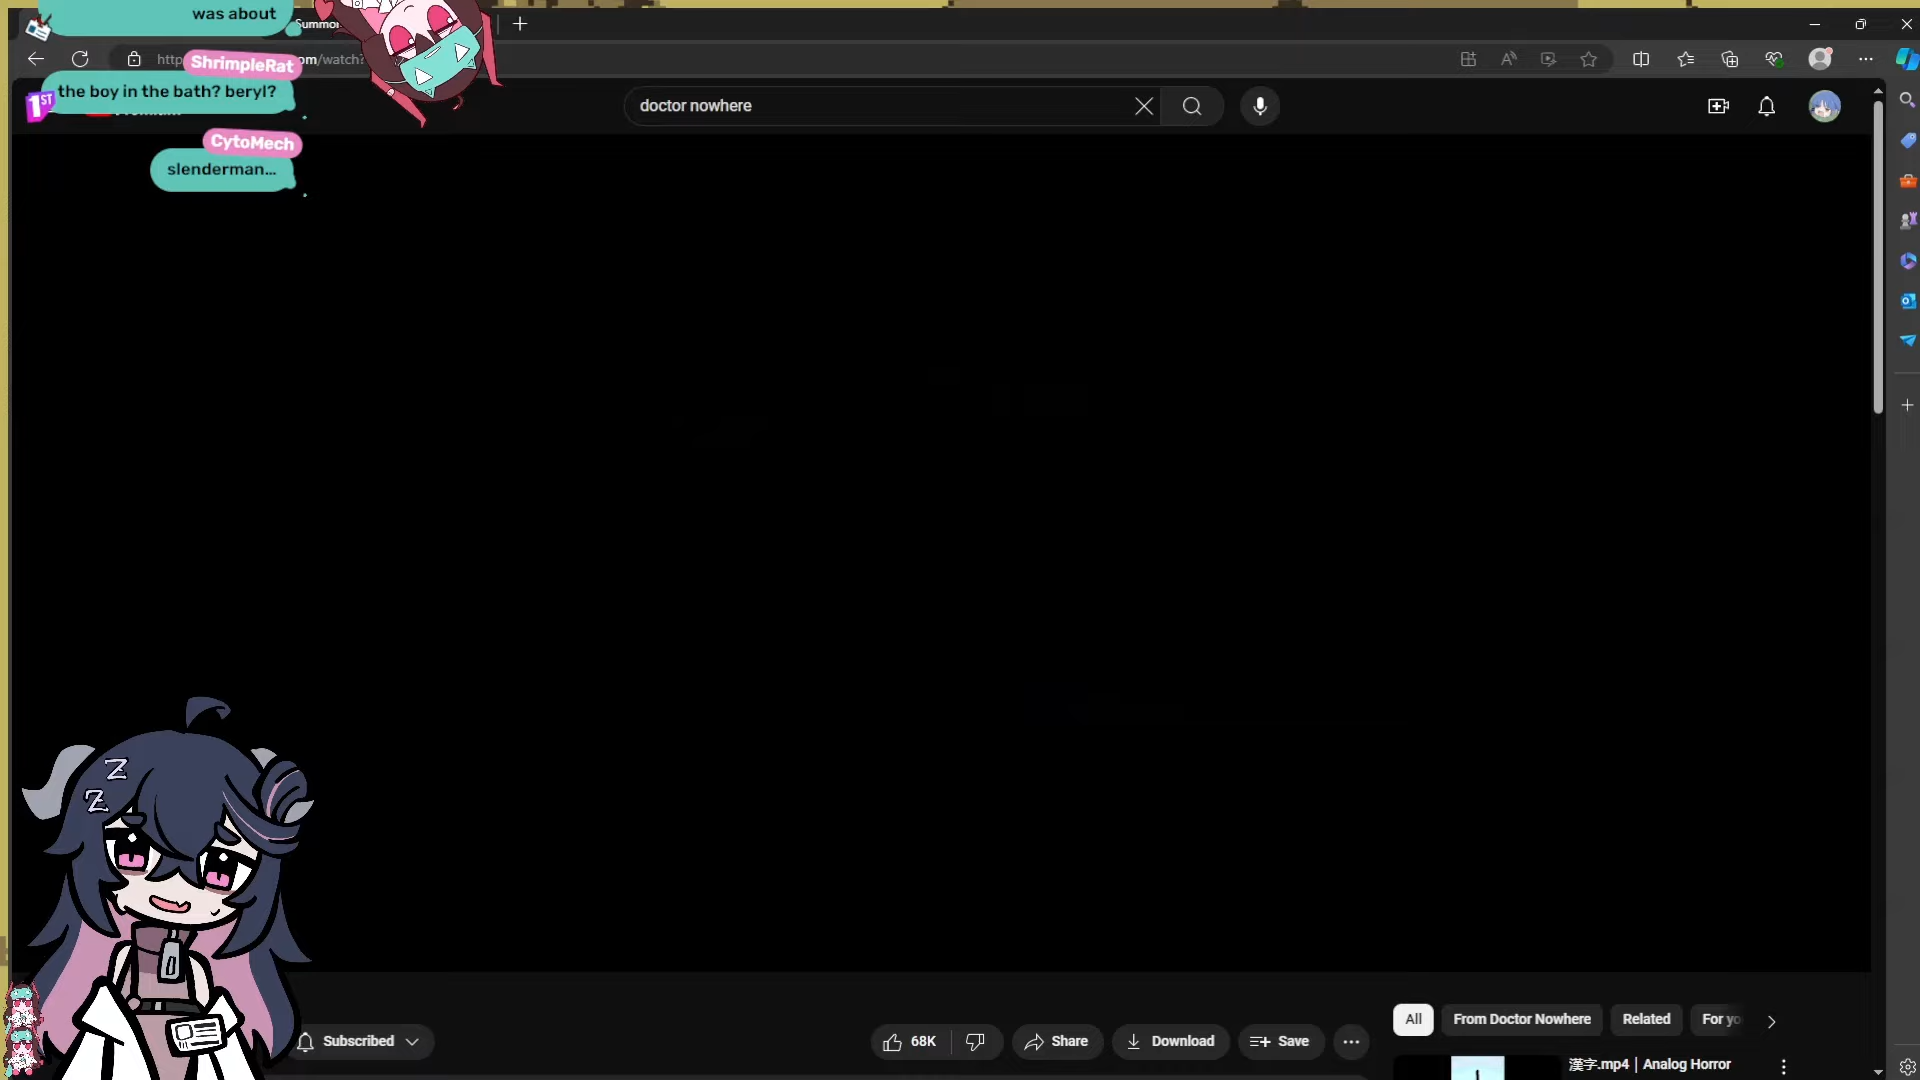 was about
Summo
http
om/watch?
ShrimpleRat
1ST
the boy in the bath? beryl?
CytoMech
slenderman...
doctor nowhere
Z
Z
Subscribed
68K
Share
Download
Save
All
From Doctor Nowhere
Related
For yo
漢字.mp4 | Analog Horror